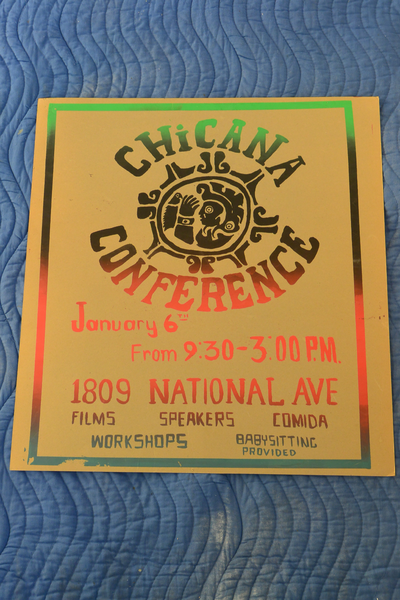 CHiCANA
CONFERENCE
January 6TH
From 9:30-3:00 P.M.
1809 NATIONAL AVE
FILMS SPEAKERS COMIDA
WORKSHOPS BABYSITTING
PROVIDED